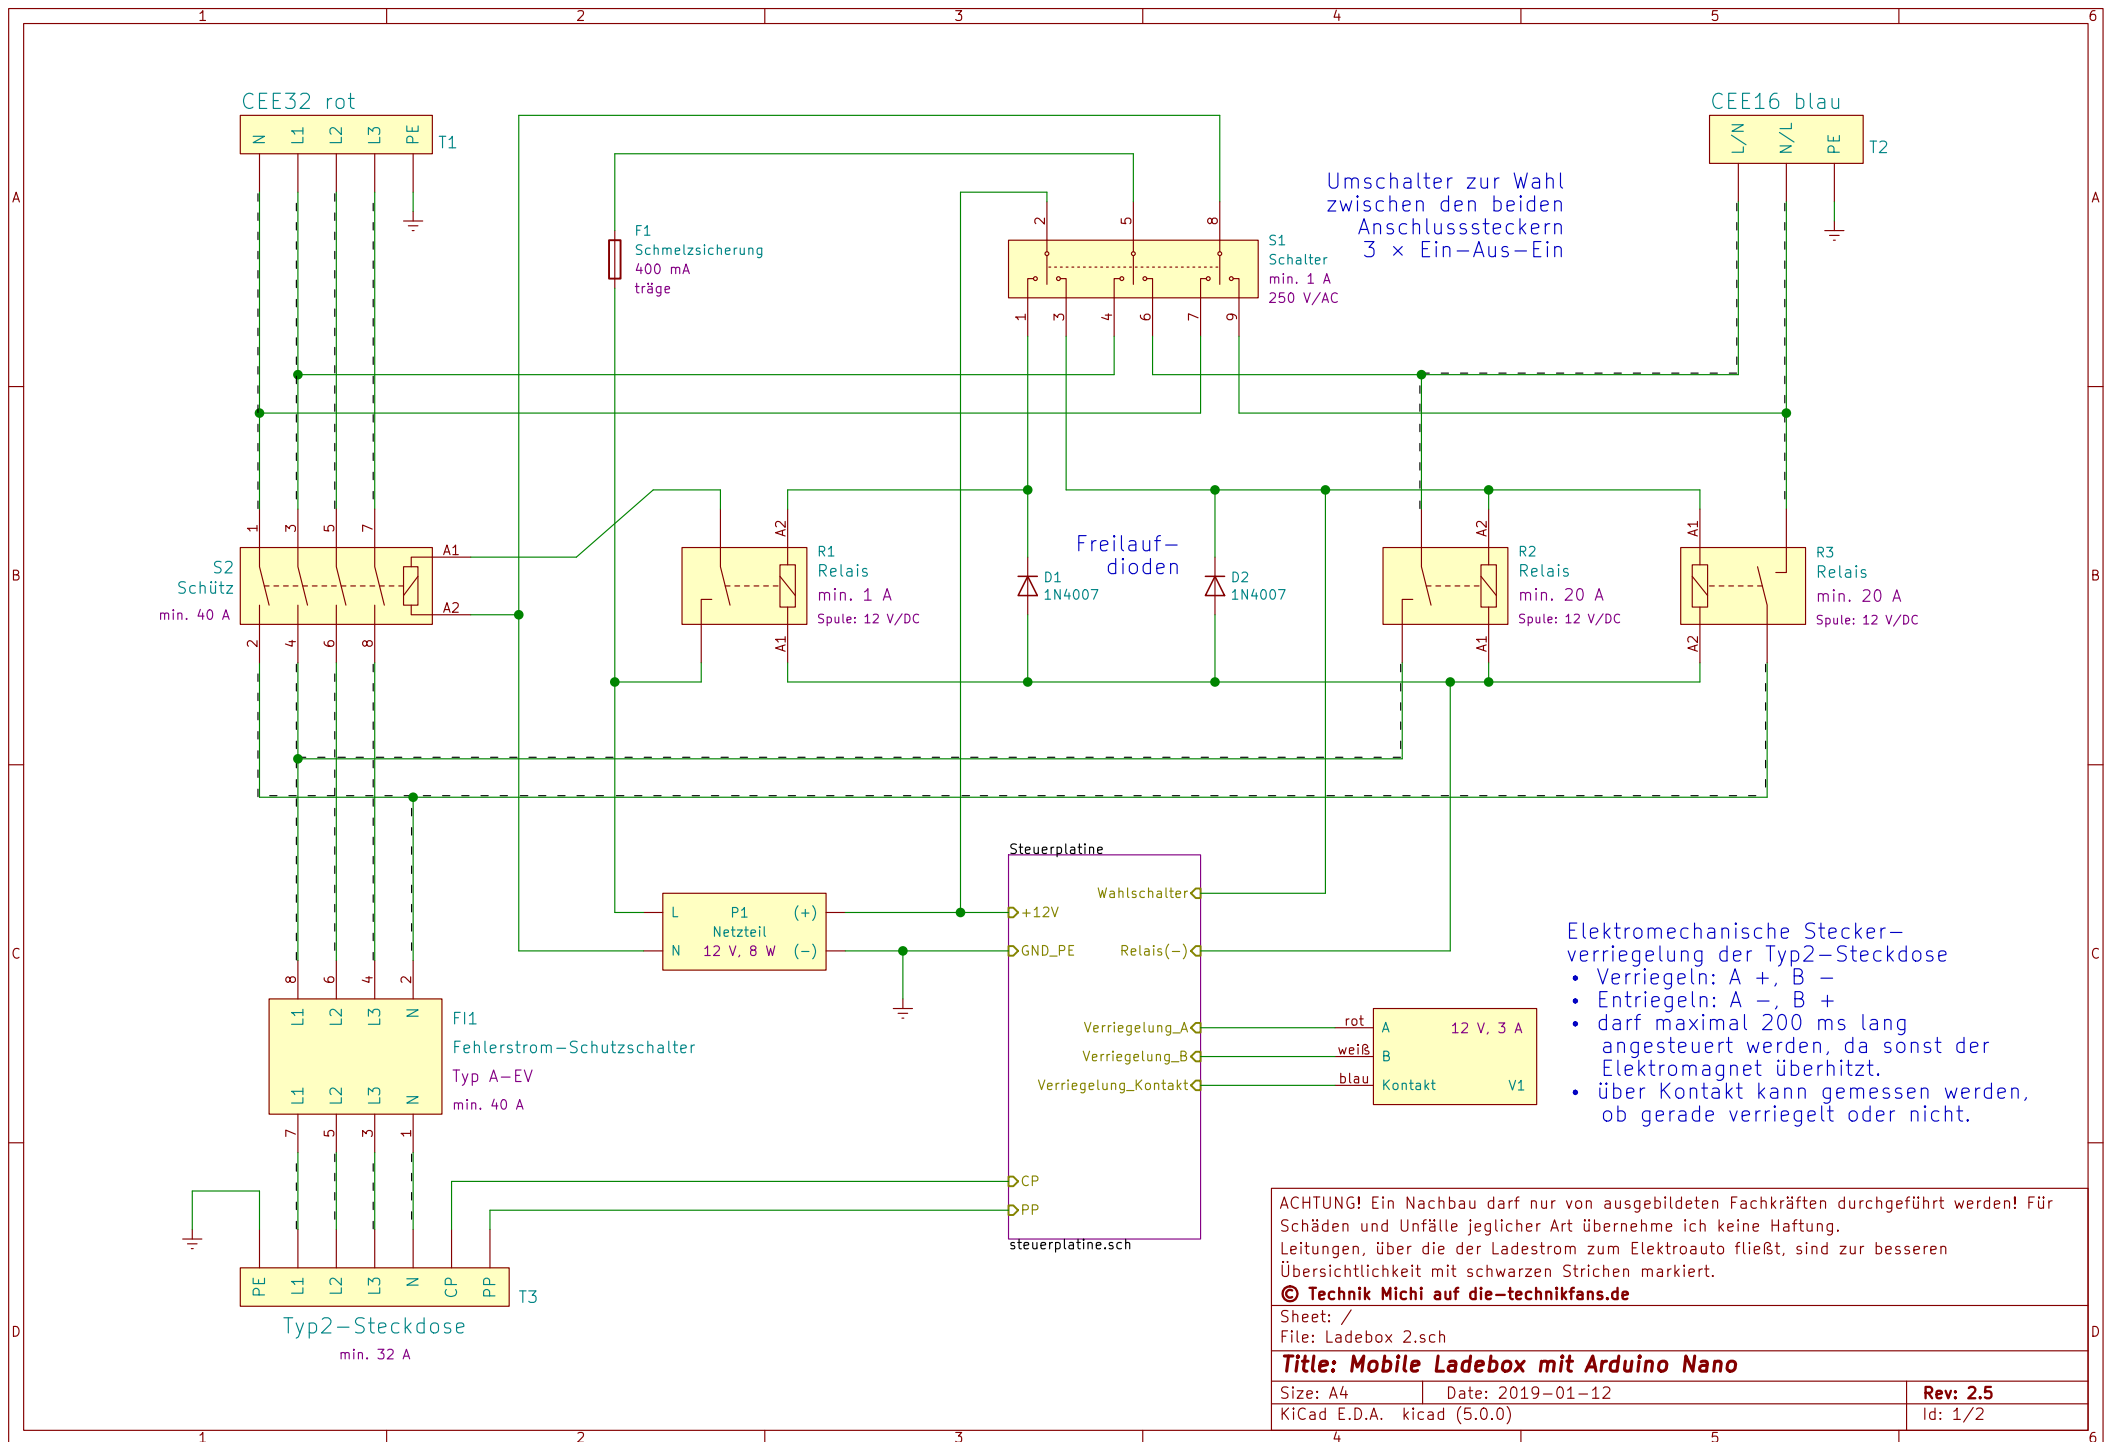 1 2 3 4 5 6
A
B
C
D
A
B
C
D
CEE32 rot
N L1 L2 L3 PE
T1
CEE16 blau
L/N N/L PE
T2
F1
Schmelzsicherung
400 mA
träge
2 5 8
1 3 4 6 7 9
S1
Schalter
min. 1 A
250 V/AC
Umschalter zur Wahl
zwischen den beiden
Anschlusssteckern
3 × Ein-Aus-Ein
1 3 5 7
A1
A2
2 4 6 8
S2
Schütz
min. 40 A
A2
A1
R1
Relais
min. 1 A
Spule: 12 V/DC
Freilauf-
dioden
D1
1N4007
D2
1N4007
A2
A1
R2
Relais
min. 20 A
Spule: 12 V/DC
A1
A2
R3
Relais
min. 20 A
Spule: 12 V/DC
L P1 (+)
Netzteil
N 12 V, 8 W (-)
Steuerplatine
Wahlschalter
+12V
GND_PE Relais(-)
Verriegelung_A
Verriegelung_B
Verriegelung_Kontakt
CP
PP
steuerplatine.sch
rot A 12 V, 3 A
weiß B
blau Kontakt V1
Elektromechanische Stecker-
verriegelung der Typ2-Steckdose
• Verriegeln: A +, B -
• Entriegeln: A -, B +
• darf maximal 200 ms lang
angesteuert werden, da sonst der
Elektromagnet überhitzt.
• über Kontakt kann gemessen werden,
ob gerade verriegelt oder nicht.
8 6 4 2
L1 L2 L3 N
L1 L2 L3 N
7 5 3 1
FI1
Fehlerstrom-Schutzschalter
Typ A-EV
min. 40 A
PE L1 L2 L3 N CP PP
T3
Typ2-Steckdose
min. 32 A
ACHTUNG! Ein Nachbau darf nur von ausgebildeten Fachkräften durchgeführt werden! Für
Schäden und Unfälle jeglicher Art übernehme ich keine Haftung.
Leitungen, über die der Ladestrom zum Elektroauto fließt, sind zur besseren
Übersichtlichkeit mit schwarzen Strichen markiert.
© Technik Michi auf die-technikfans.de
Sheet: /
File: Ladebox 2.sch
Title: Mobile Ladebox mit Arduino Nano
Size: A4 Date: 2019-01-12 Rev: 2.5
KiCad E.D.A. kicad (5.0.0) Id: 1/2
1 2 3 4 5 6